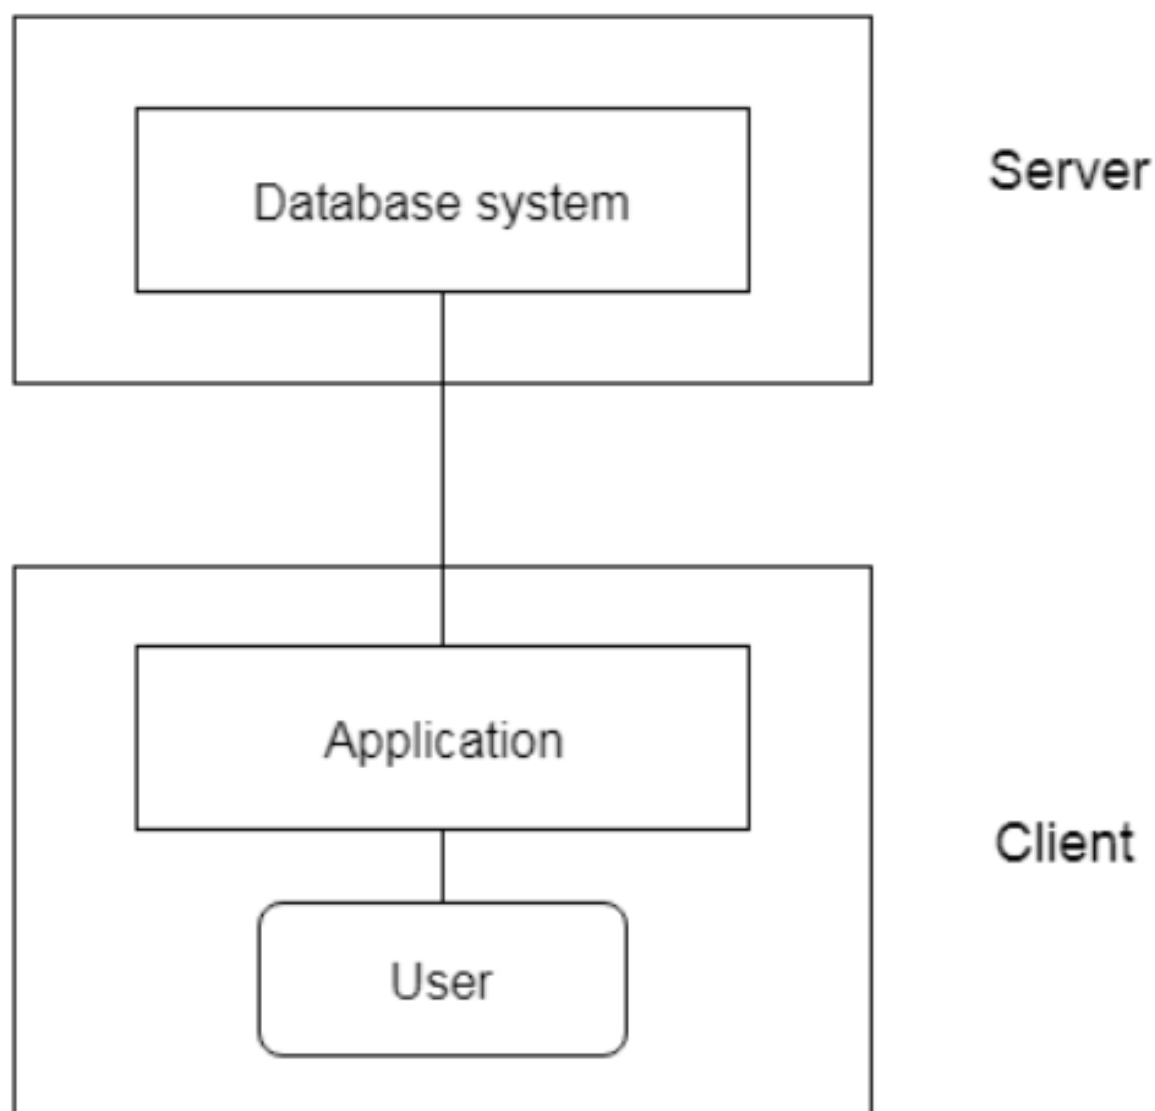 Database system
Server
Application
Client
User